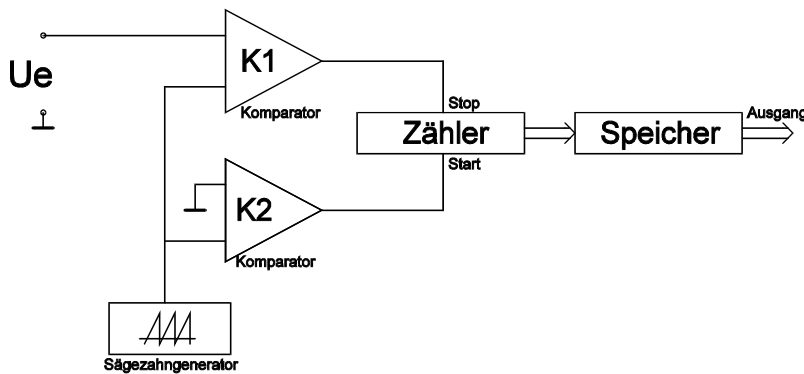 Ue
K1
Komparator
Stop
Zähler
Start
Speicher
Ausgang
K2
Komparator
Sägezahngenerator